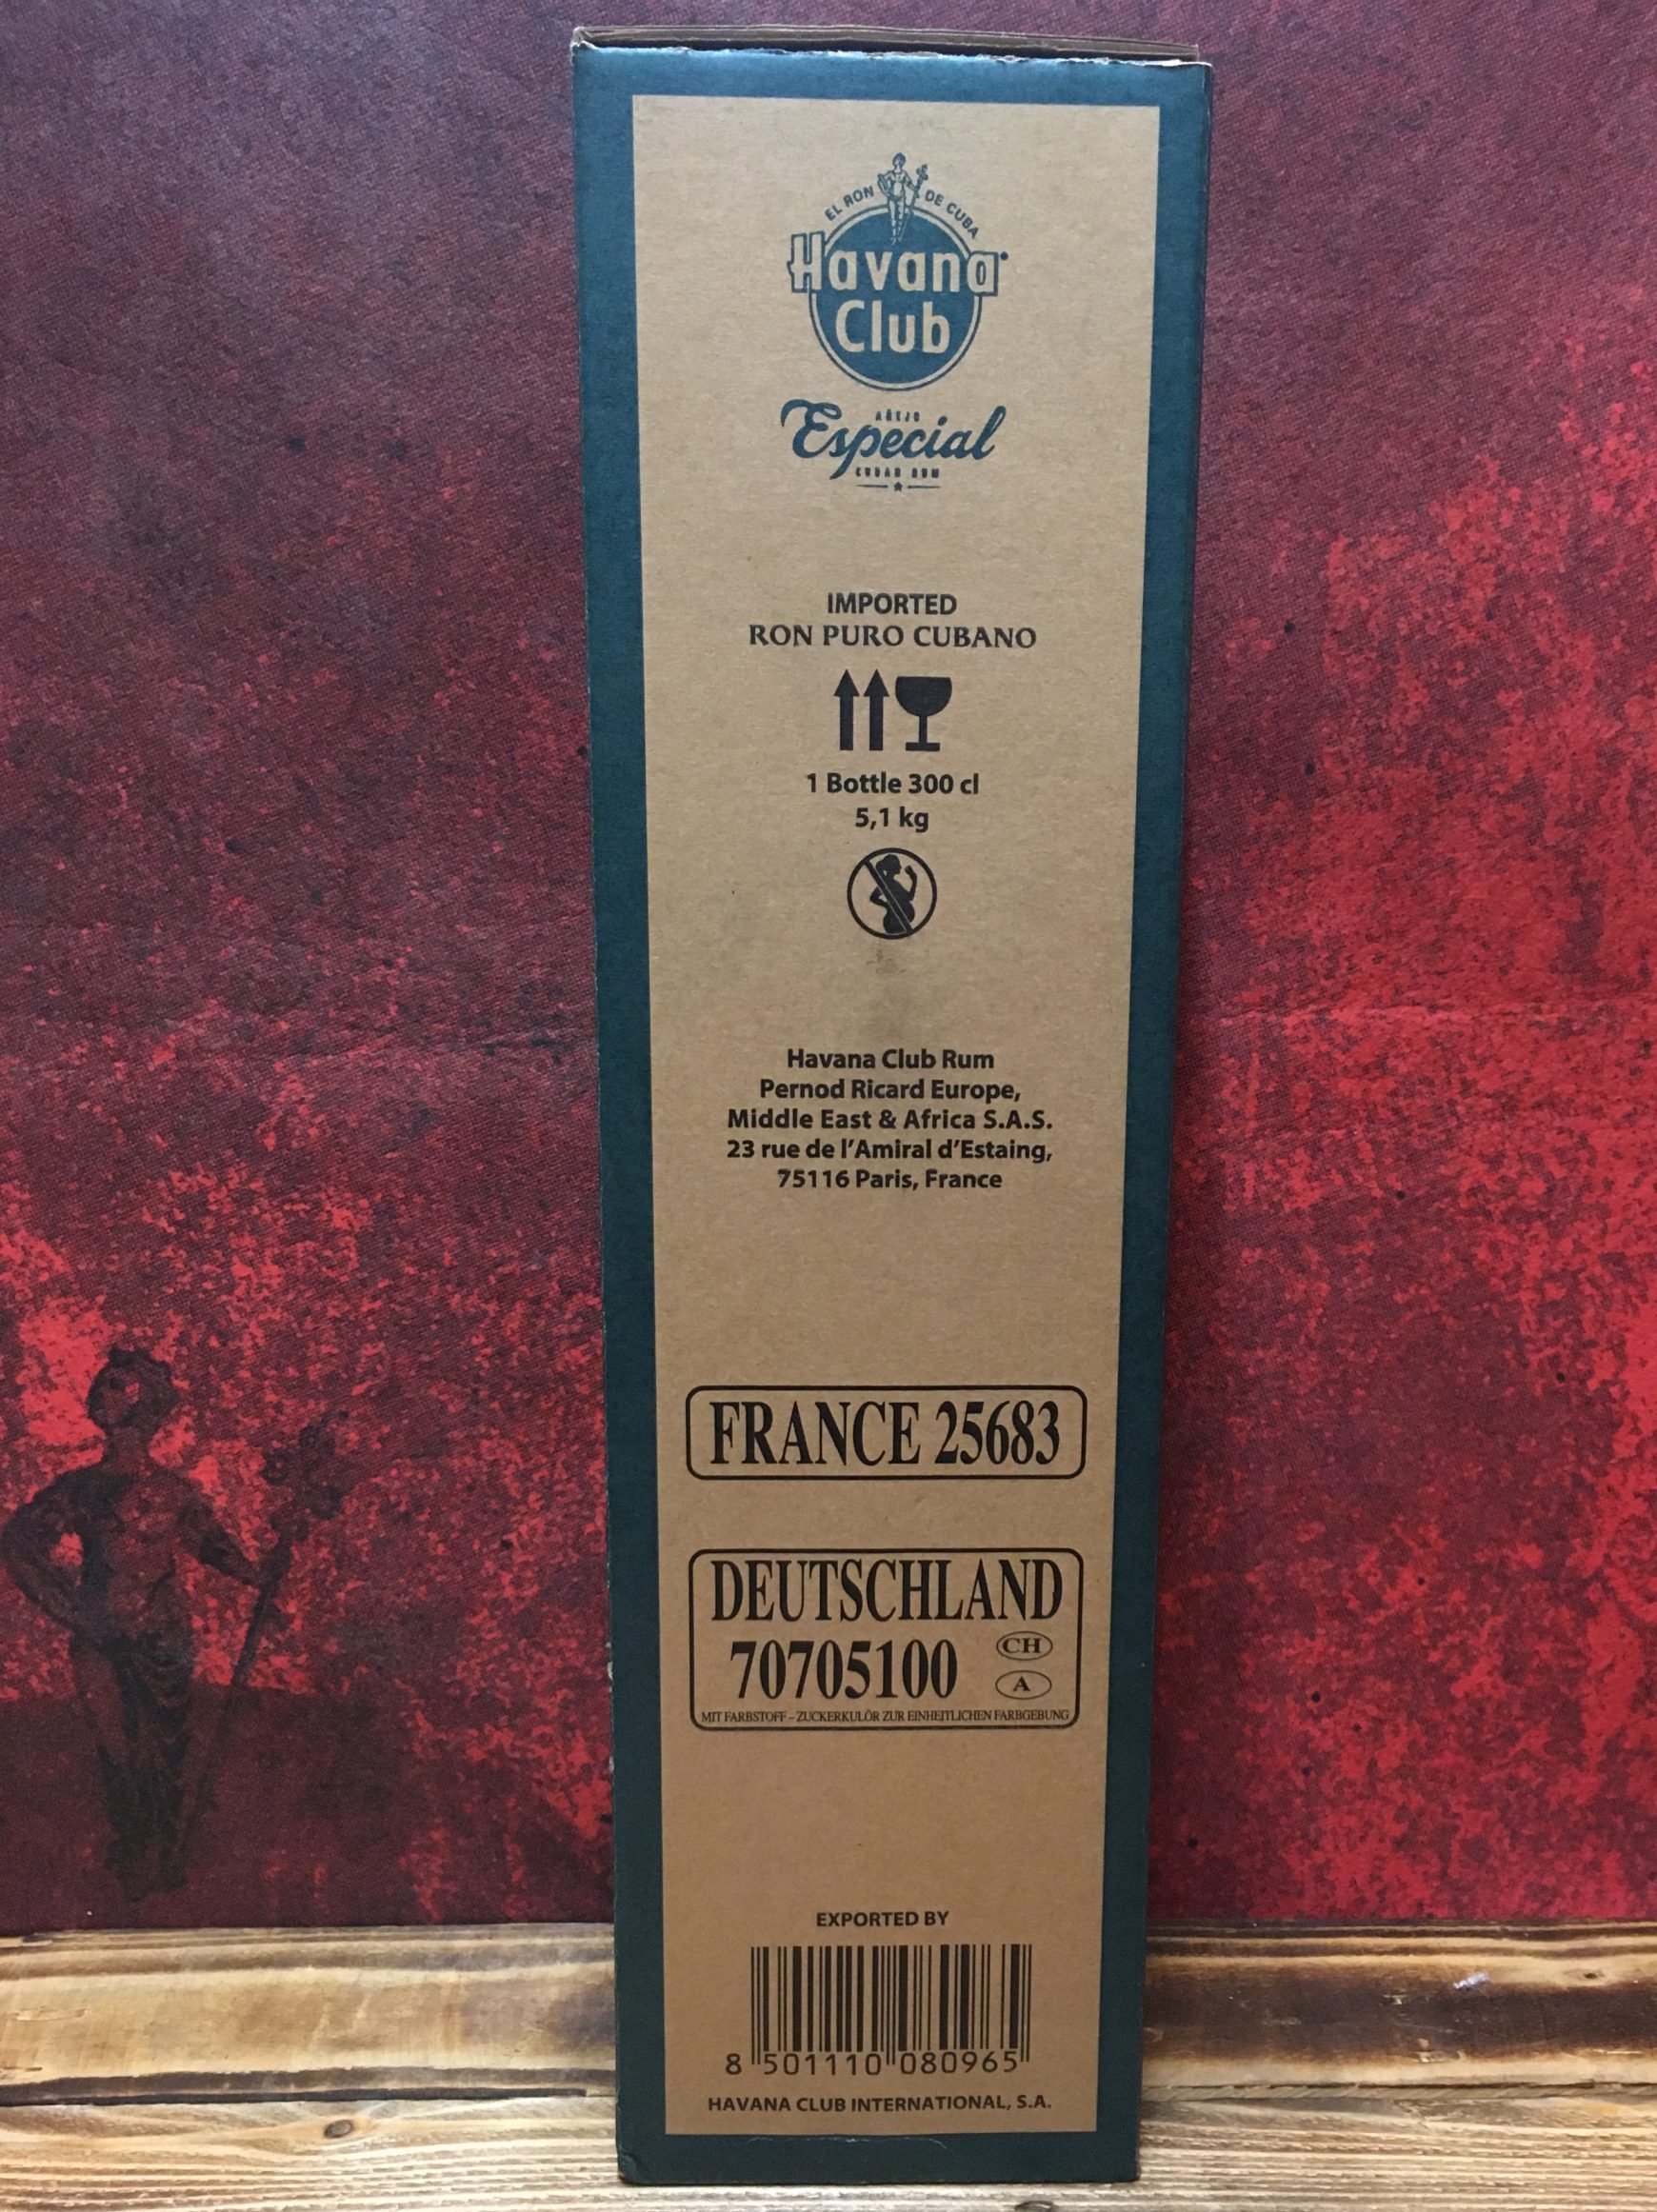 EL RON DE CUBA
Havana
Club
AÑEJO
Especial
CUBAN RUM
IMPORTED
RON PURO CUBANO
1 Bottle 300 cl
5,1 kg
Havana Club Rum
Pernod Ricard Europe,
Middle East & Africa S.A.S.
23 rue de l'Amiral d'Estaing,
75116 Paris, France
FRANCE 25683
DEUTSCHLAND
70705100 CH
A
MIT FARBSTOFF – ZUCKERKULÖR ZUR EINHEITLICHEN FARBGEBUNG
EXPORTED BY
8 501110 080965
HAVANA CLUB INTERNATIONAL, S.A.